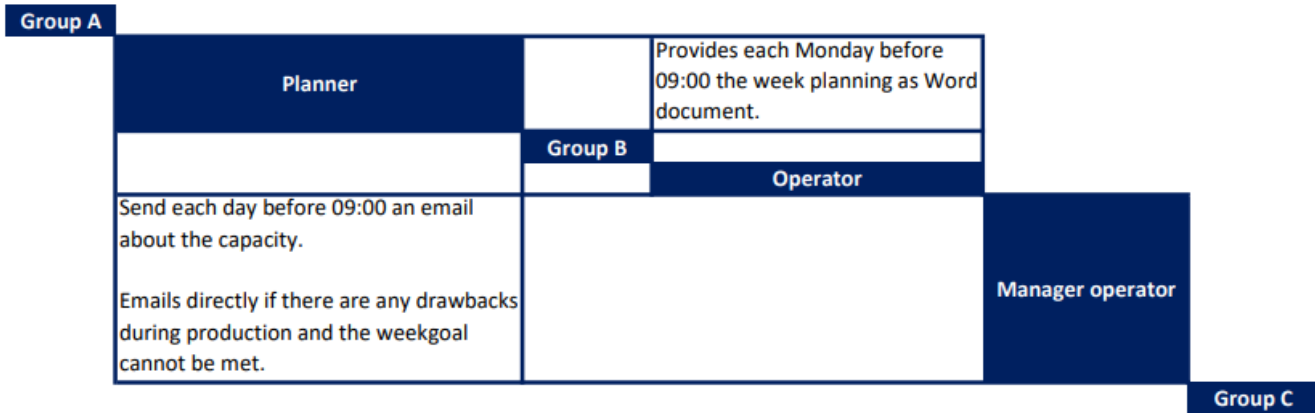 Group A
Planner
Provides each Monday before
09:00 the week planning as Word
document.
Group B
Operator
Send each day before 09:00 an email
about the capacity.
Emails directly if there are any drawbacks
during production and the weekgoal
cannot be met.
Manager operator
Group C